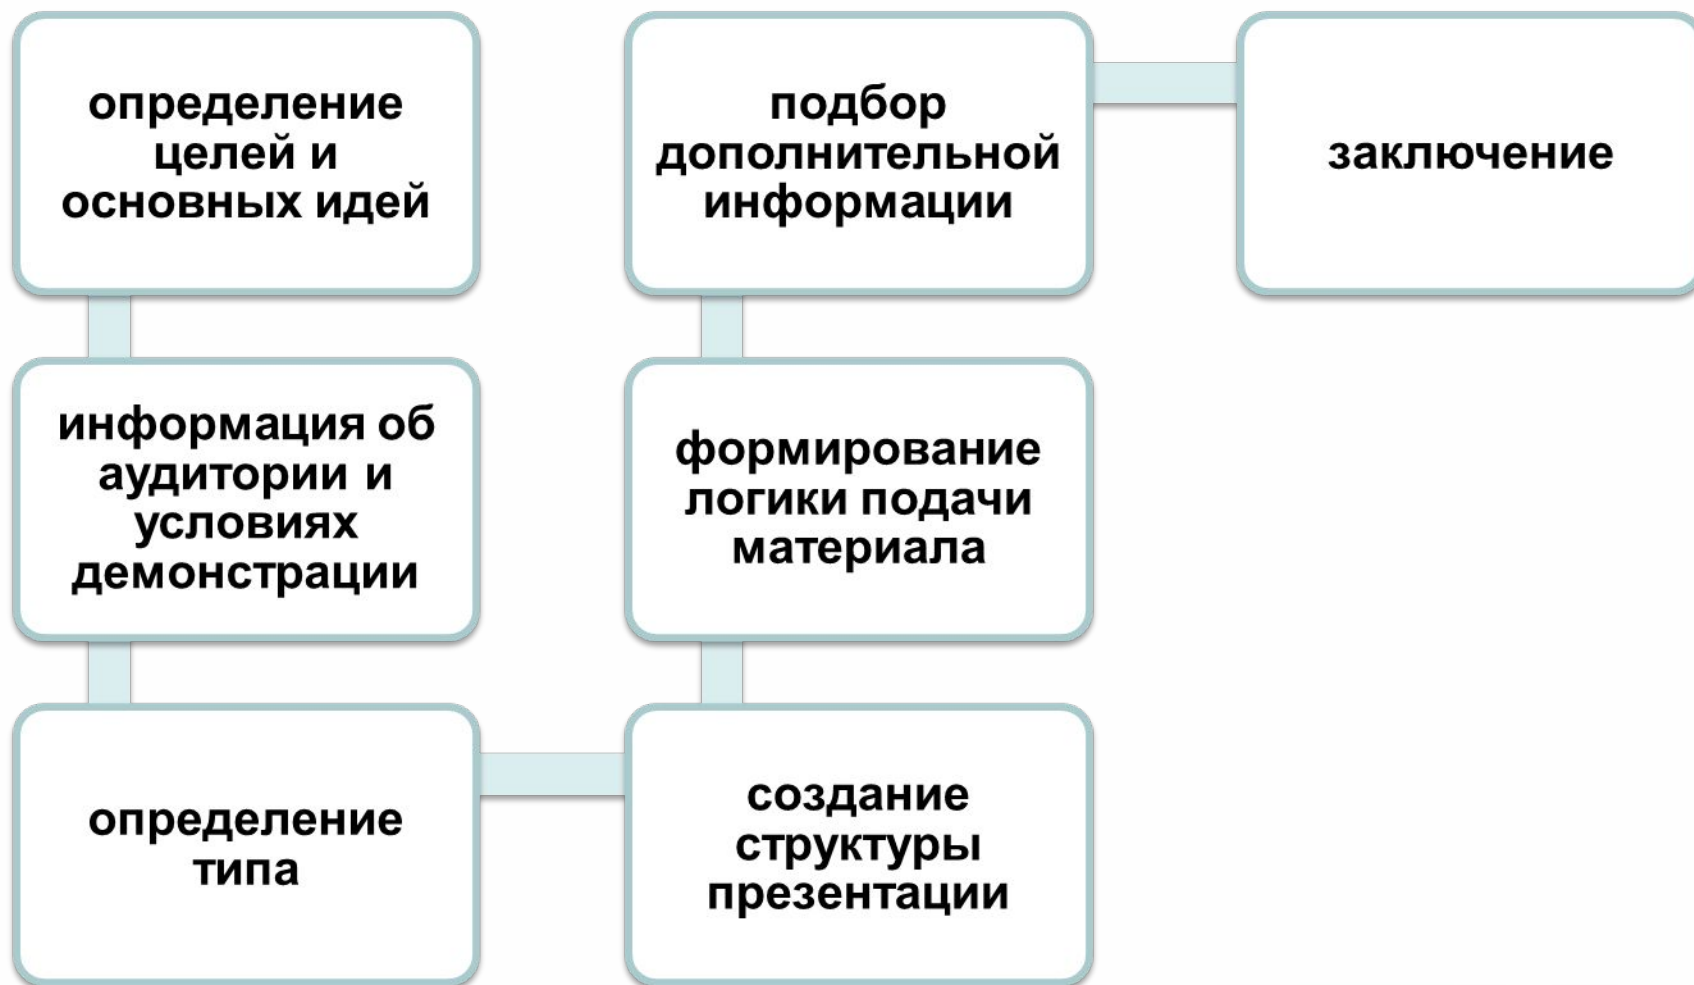 определение
целей и
основных идей
информация об
аудитории и
условиях
демонстрации
определение
типа
создание
структуры
презентации
формирование
логики подачи
материала
подбор
дополнительной
информации
заключение